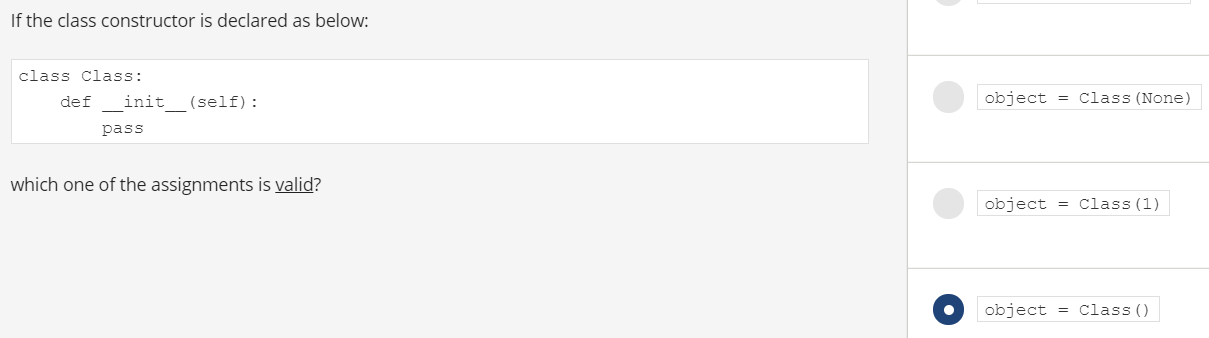 If the class constructor is declared as below:
class Class:
    def __init__(self):
        pass
which one of the assignments is valid?
object = Class(None)
object = Class(1)
object = Class()